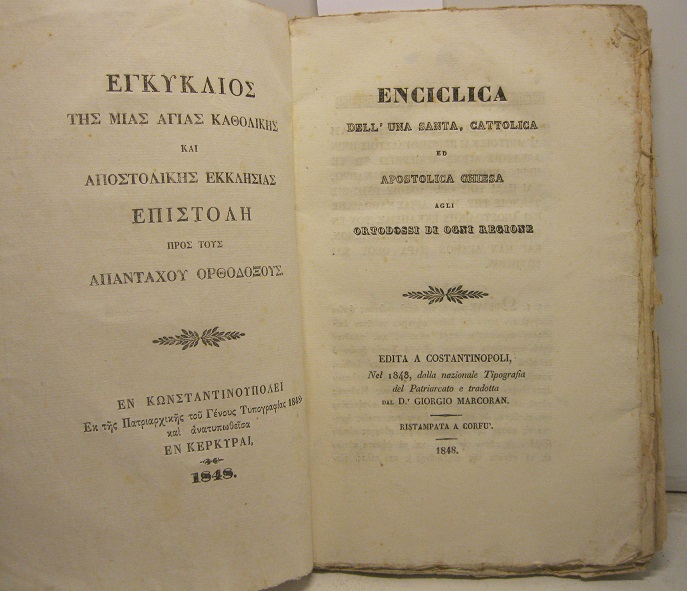 ΕΓΚΥΚΛΙΟΣ
ΤΗΣ ΜΙΑΣ ΑΓΙΑΣ ΚΑΘΟΛΙΚΗΣ
ΚΑΙ
ΑΠΟΣΤΟΛΙΚΗΣ ΕΚΚΛΗΣΙΑΣ
ΕΠΙΣΤΟΛΗ
ΠΡΟΣ ΤΟΥΣ
ΑΠΑΝΤΑΧΟΥ ΟΡΘΟΔΟΞΟΥΣ.
ΕΝ ΚΩΝΣΤΑΝΤΙΝΟΥΠΟΛΕΙ
Εκ τῆς Πατριαρχικῆς τοῦ Γένους Τυπογραφίας 1848
καὶ ἀνατυπωθεῖσα
ΕΝ ΚΕΡΚΥΡΑΙ,
1848.
ENCICLICA
DELL' UNA SANTA, CATTOLICA
ED
APOSTOLICA CHIESA
AGLI
ORTODOSSI DI OGNI REGIONE
EDITA A COSTANTINOPOLI,
Nel 1848, dalla nazionale Tipografia
del Patriarcato e tradotta
DAL D.r GIORGIO MARCORAN.
RISTAMPATA A CORFU'.
1848.